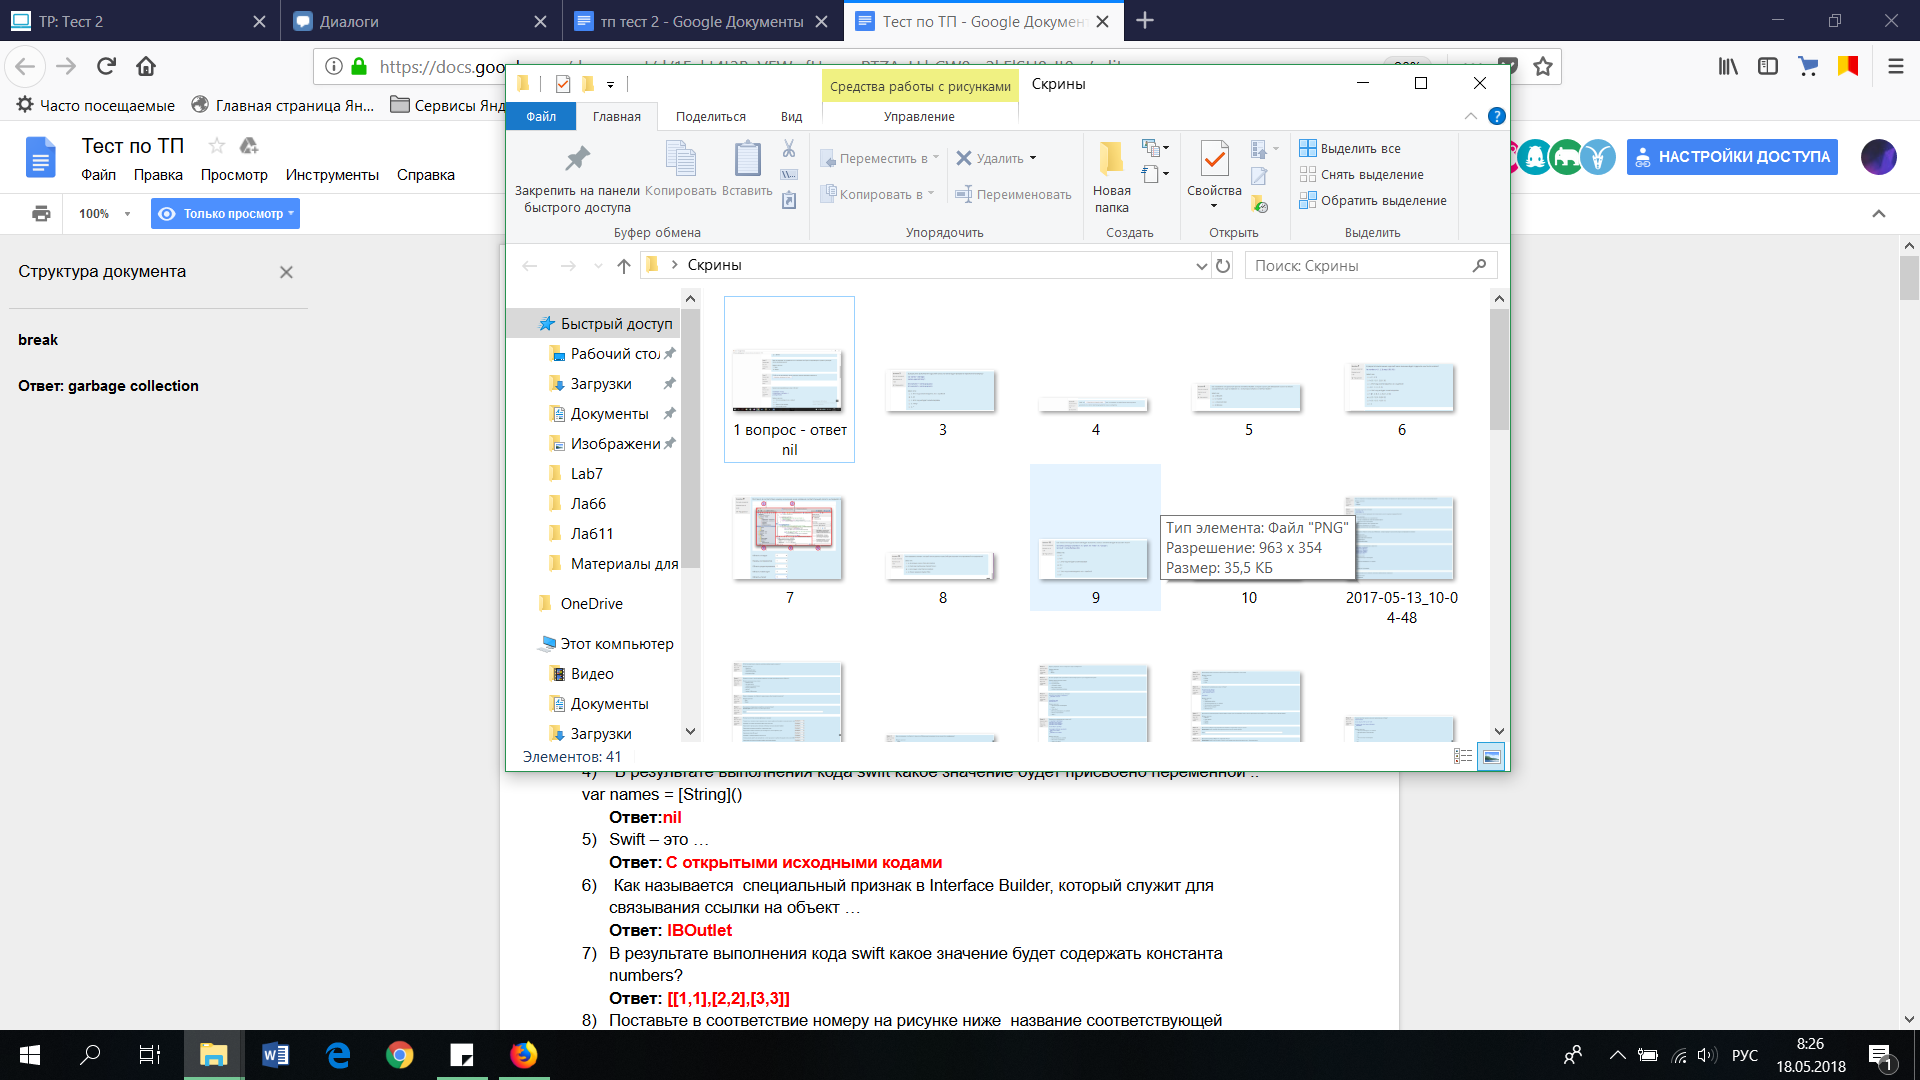 ТР: Тест 2
Диалоги
тп тест 2 - Google Документы
Тест по ТП - Google Докумен
https://docs.goo
Часто посещаемые
Главная страница Ян...
Сервисы Янд
Тест по ТП
Файл Правка Просмотр Инструменты Справка
НАСТРОЙКИ ДОСТУПА
100%
Только просмотр
Структура документа
break
Ответ: garbage collection
Средства работы с рисунками
Скрины
Файл Главная Поделиться Вид Управление
Закрепить на панели быстрого доступа
Копировать
Вставить
Буфер обмена
Переместить в
Копировать в
Удалить
Переименовать
Упорядочить
Новая папка
Создать
Свойства
Открыть
Выделить все
Снять выделение
Обратить выделение
Выделить
Скрины
Поиск: Скрины
Быстрый доступ
Рабочий стол
Загрузки
Документы
Изображени
Lab7
Лаб6
Лаб11
Материалы для
OneDrive
Этот компьютер
Видео
Документы
Загрузки
1 вопрос - ответ nil
3
4
5
6
7
8
9
10
2017-05-13_10-04-48
Тип элемента: Файл "PNG"
Разрешение: 963 x 354
Размер: 35,5 КБ
Элементов: 41
4) В результате выполнения кода swift какое значение будет присвоено переменной ..
var names = [String]()
Ответ:nil
5) Swift – это …
Ответ: С открытыми исходными кодами
6) Как называется специальный признак в Interface Builder, который служит для
связывания ссылки на объект …
Ответ: IBOutlet
7) В результате выполнения кода swift какое значение будет содержать константа
numbers?
Ответ: [[1,1],[2,2],[3,3]]
8) Поставьте в соответствие номеру на рисунке ниже название соответствующей
РУС
8:26
18.05.2018
1